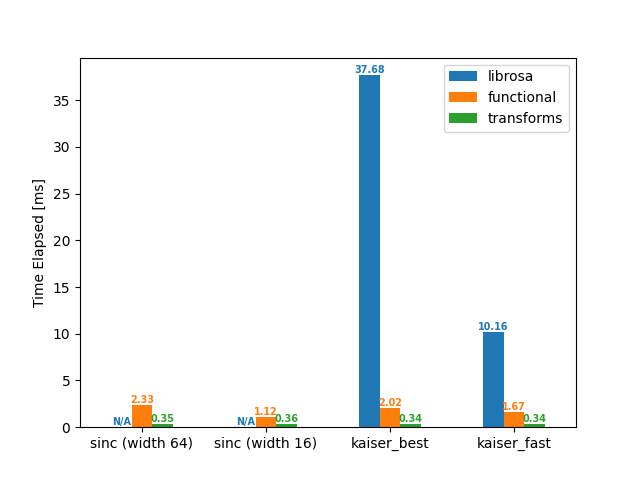 37.68
librosa
functional
transforms
35
30
25
20
15
10
5
0
Time Elapsed [ms]
10.16
N/A 2.33 0.35
N/A 1.12 0.36
2.02 0.34
1.67 0.34
sinc (width 64) sinc (width 16) kaiser_best kaiser_fast